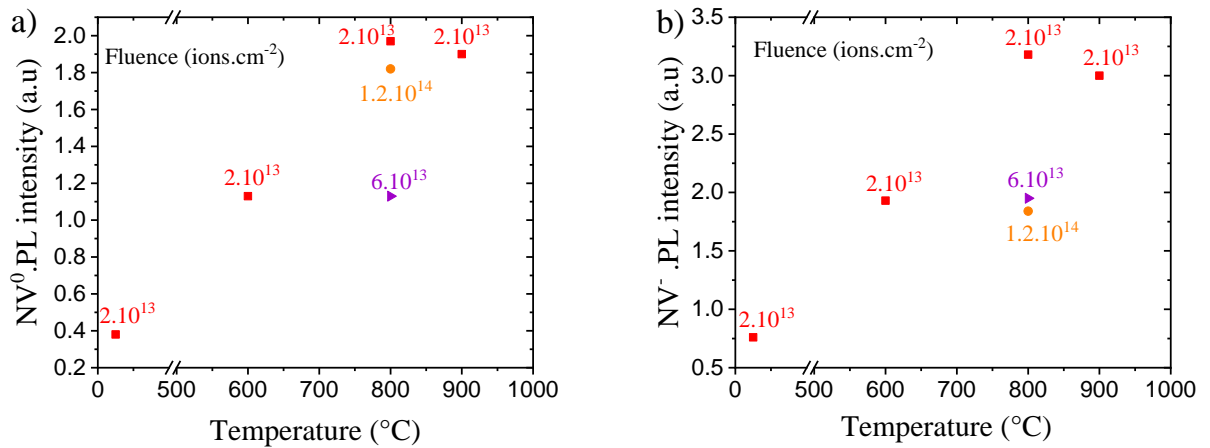 a)
NV⁰.PL intensity (a.u)
2.0
1.8
1.6
1.4
1.2
1.0
0.8
0.6
0.4
0.2
Fluence (ions.cm⁻²)
2.10¹³
2.10¹³
1.2.10¹⁴
2.10¹³
6.10¹³
2.10¹³
0 500 600 700 800 900 1000
Temperature (°C)
b)
NV⁻ .PL intensity (a.u)
3.5
3.0
2.5
2.0
1.5
1.0
0.5
Fluence (ions.cm⁻²)
2.10¹³
2.10¹³
2.10¹³
6.10¹³
1.2.10¹⁴
2.10¹³
0 500 600 700 800 900 1000
Temperature (°C)